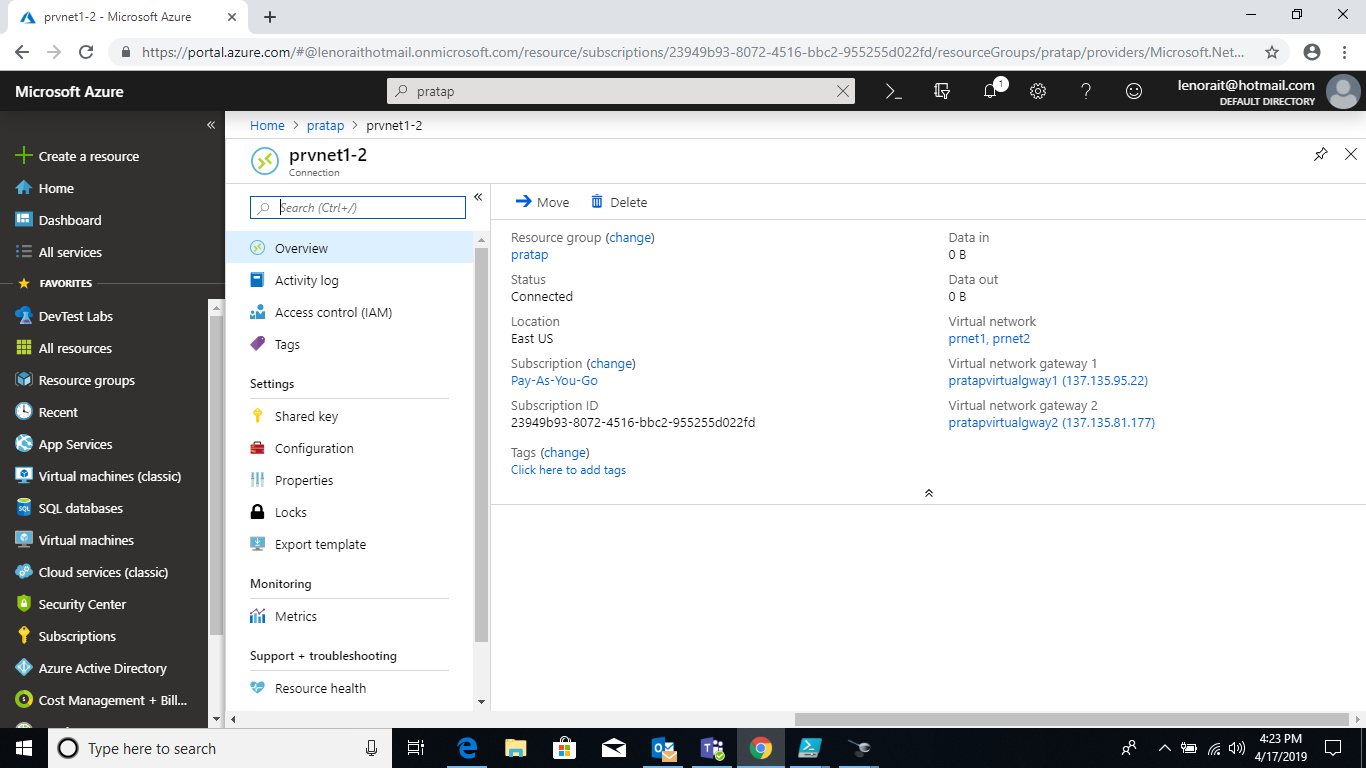 prvnet1-2 - Microsoft Azure
https://portal.azure.com/#@lenoraithotmail.onmicrosoft.com/resource/subscriptions/23949b93-8072-4516-bbc2-955255d022fd/resourceGroups/pratap/providers/Microsoft.Net...
Microsoft Azure
pratap
1
lenorait@hotmail.com
DEFAULT DIRECTORY
Create a resource
Home
Dashboard
All services
FAVORITES
DevTest Labs
All resources
Resource groups
Recent
App Services
Virtual machines (classic)
SQL databases
Virtual machines
Cloud services (classic)
Security Center
Subscriptions
Azure Active Directory
Cost Management + Bill...
Home > pratap > prvnet1-2
prvnet1-2
Connection
Search (Ctrl+/)
Overview
Activity log
Access control (IAM)
Tags
Settings
Shared key
Configuration
Properties
Locks
Export template
Monitoring
Metrics
Support + troubleshooting
Resource health
Move
Delete
Resource group (change)
pratap
Status
Connected
Location
East US
Subscription (change)
Pay-As-You-Go
Subscription ID
23949b93-8072-4516-bbc2-955255d022fd
Tags (change)
Click here to add tags
Data in
0 B
Data out
0 B
Virtual network
prnet1, prnet2
Virtual network gateway 1
pratapvirtualgway1 (137.135.95.22)
Virtual network gateway 2
pratapvirtualgway2 (137.135.81.177)
Type here to search
4:23 PM
4/17/2019